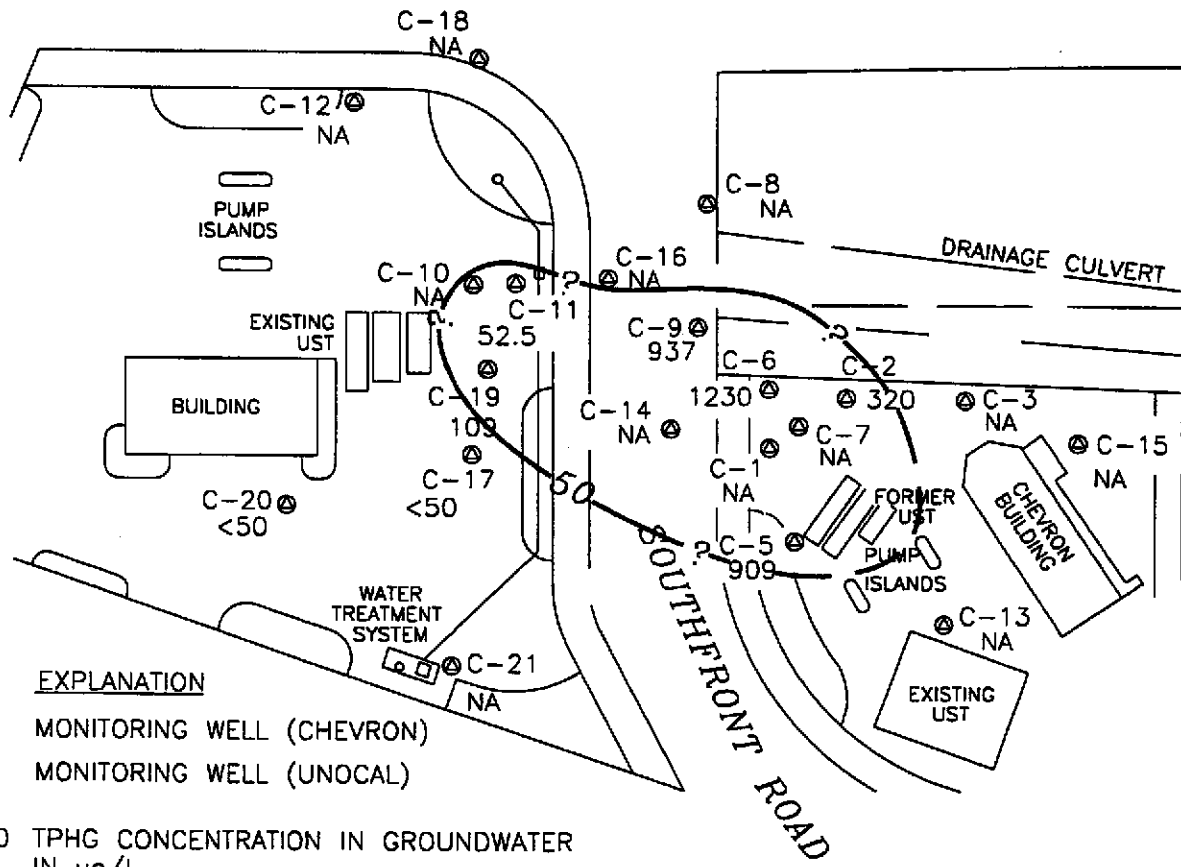 C-18
NA
C-12
NA
C-8
NA
PUMP
ISLANDS
DRAINAGE CULVERT
C-10
NA
C-16
NA
?
C-11
?
EXISTING
UST
52.5
C-9
937
?
C-6
C-2
1230
320
C-3
NA
BUILDING
C-19
109
C-14
NA
C-7
NA
C-15
NA
C-17
<50
C-1
NA
50
C-20
<50
FORMER
UST
CHEVRON
BUILDING
?
C-5
909
?
PUMP
ISLANDS
SOUTHFRONT ROAD
WATER
TREATMENT
SYSTEM
C-13
NA
C-21
NA
EXISTING
UST
EXPLANATION
MONITORING WELL (CHEVRON)
MONITORING WELL (UNOCAL)
TPHG CONCENTRATION IN GROUNDWATER